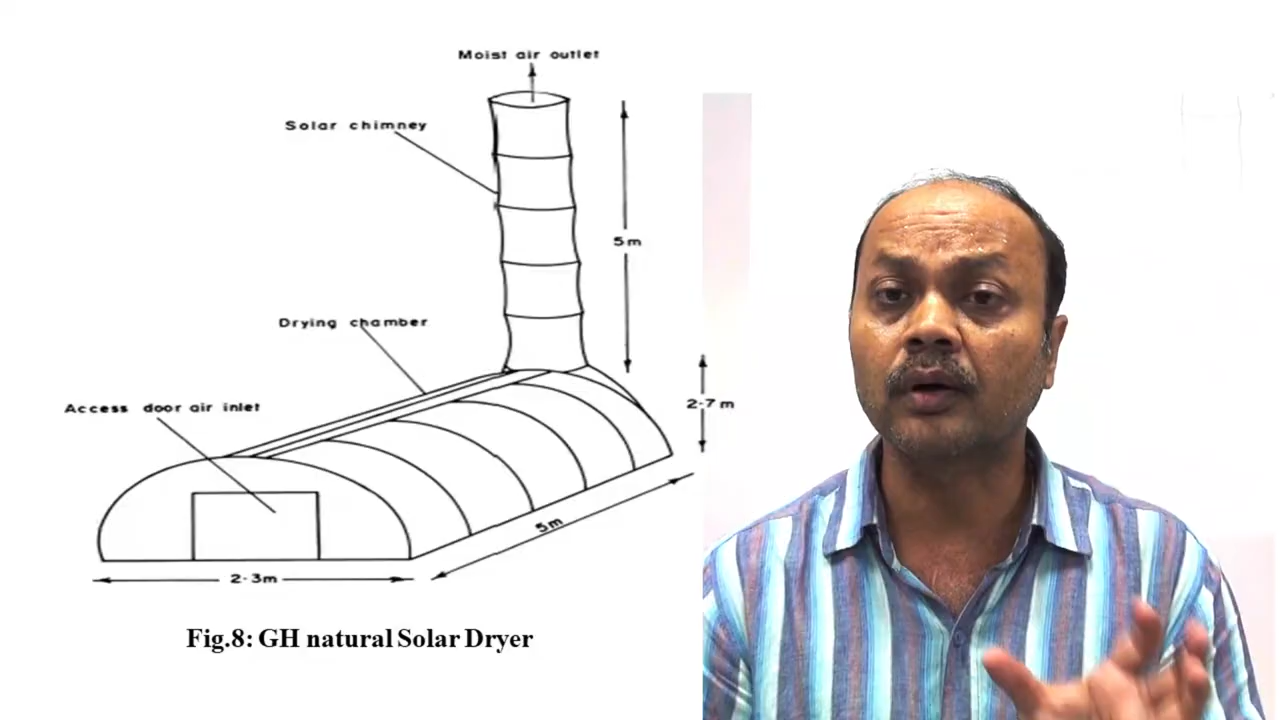 Moist air outlet
Solar chimney
5m
Drying chamber
2·7m
Access door air inlet
5m
2·3m
Fig.8: GH natural Solar Dryer